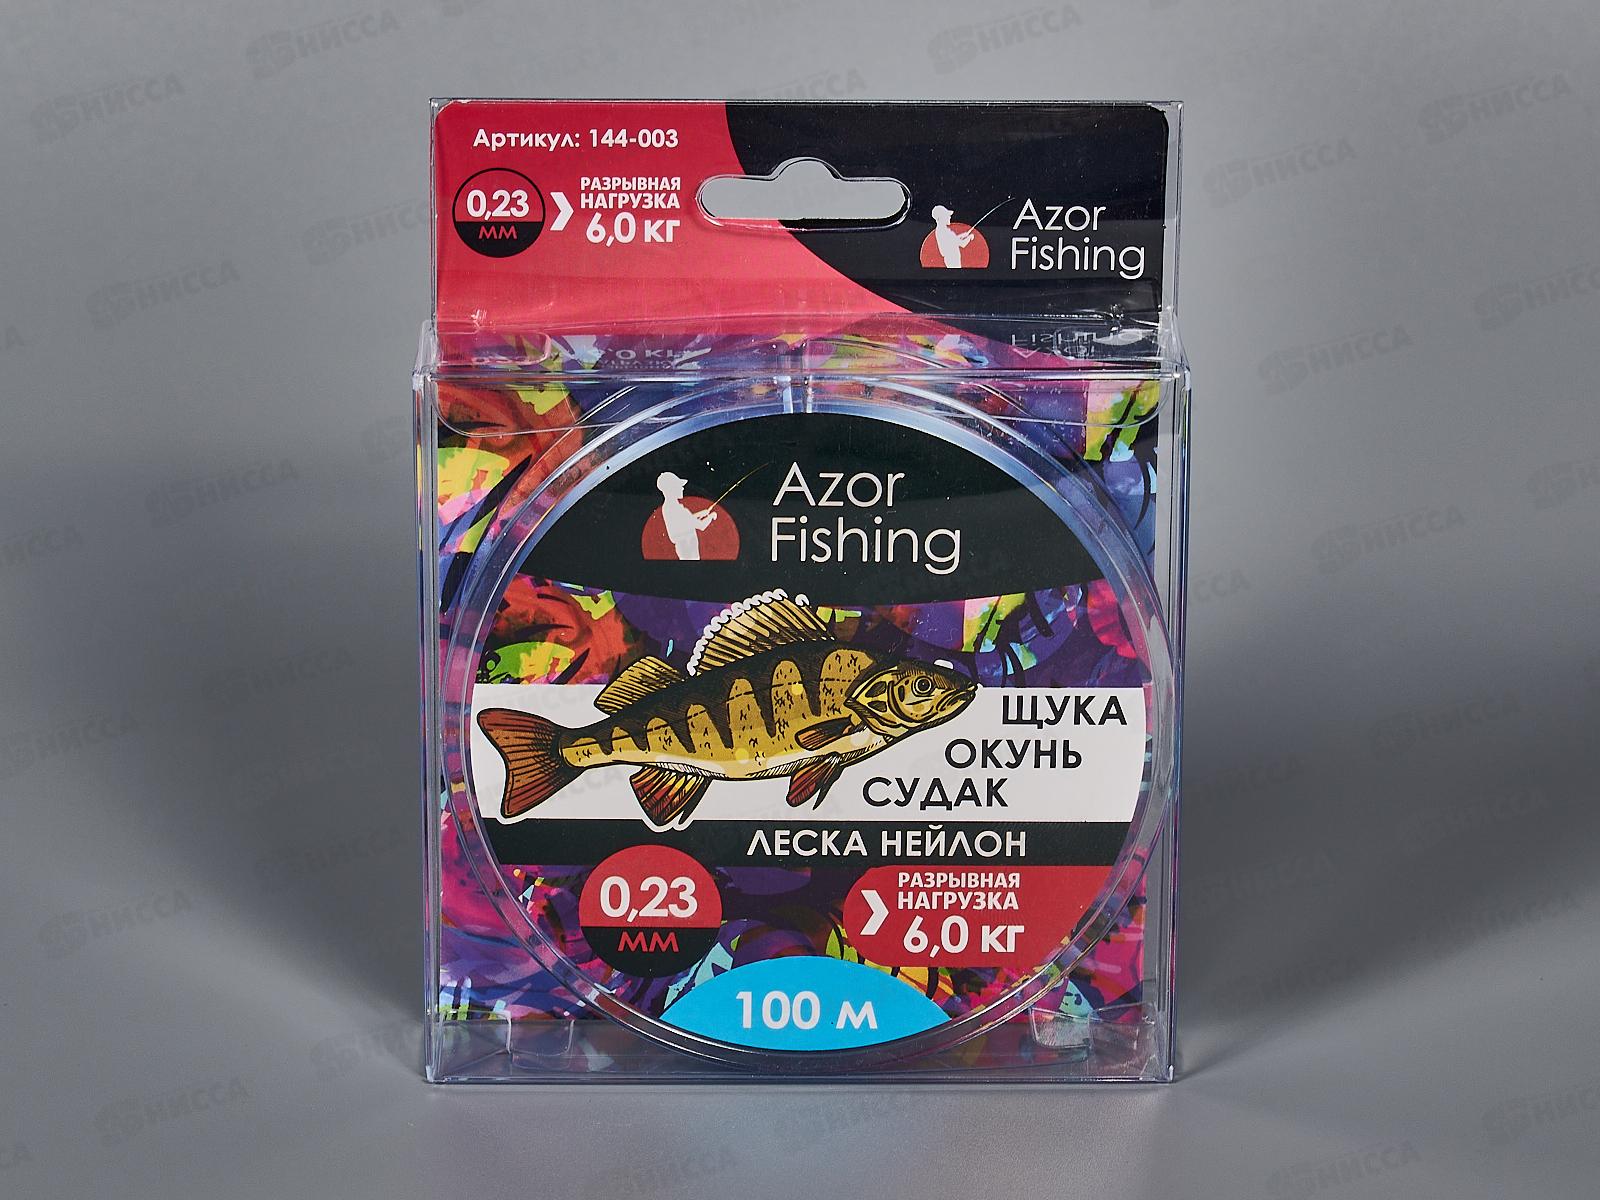 Артикул: 144-003
0,23
мм
РАЗРЫВНАЯ
НАГРУЗКА
6,0 кг
Azor
Fishing
Azor
Fishing
ЩУКА
ОКУНЬ
СУДАК
ЛЕСКА НЕЙЛОН
0,23
мм
РАЗРЫВНАЯ
НАГРУЗКА
6,0 кг
100 м